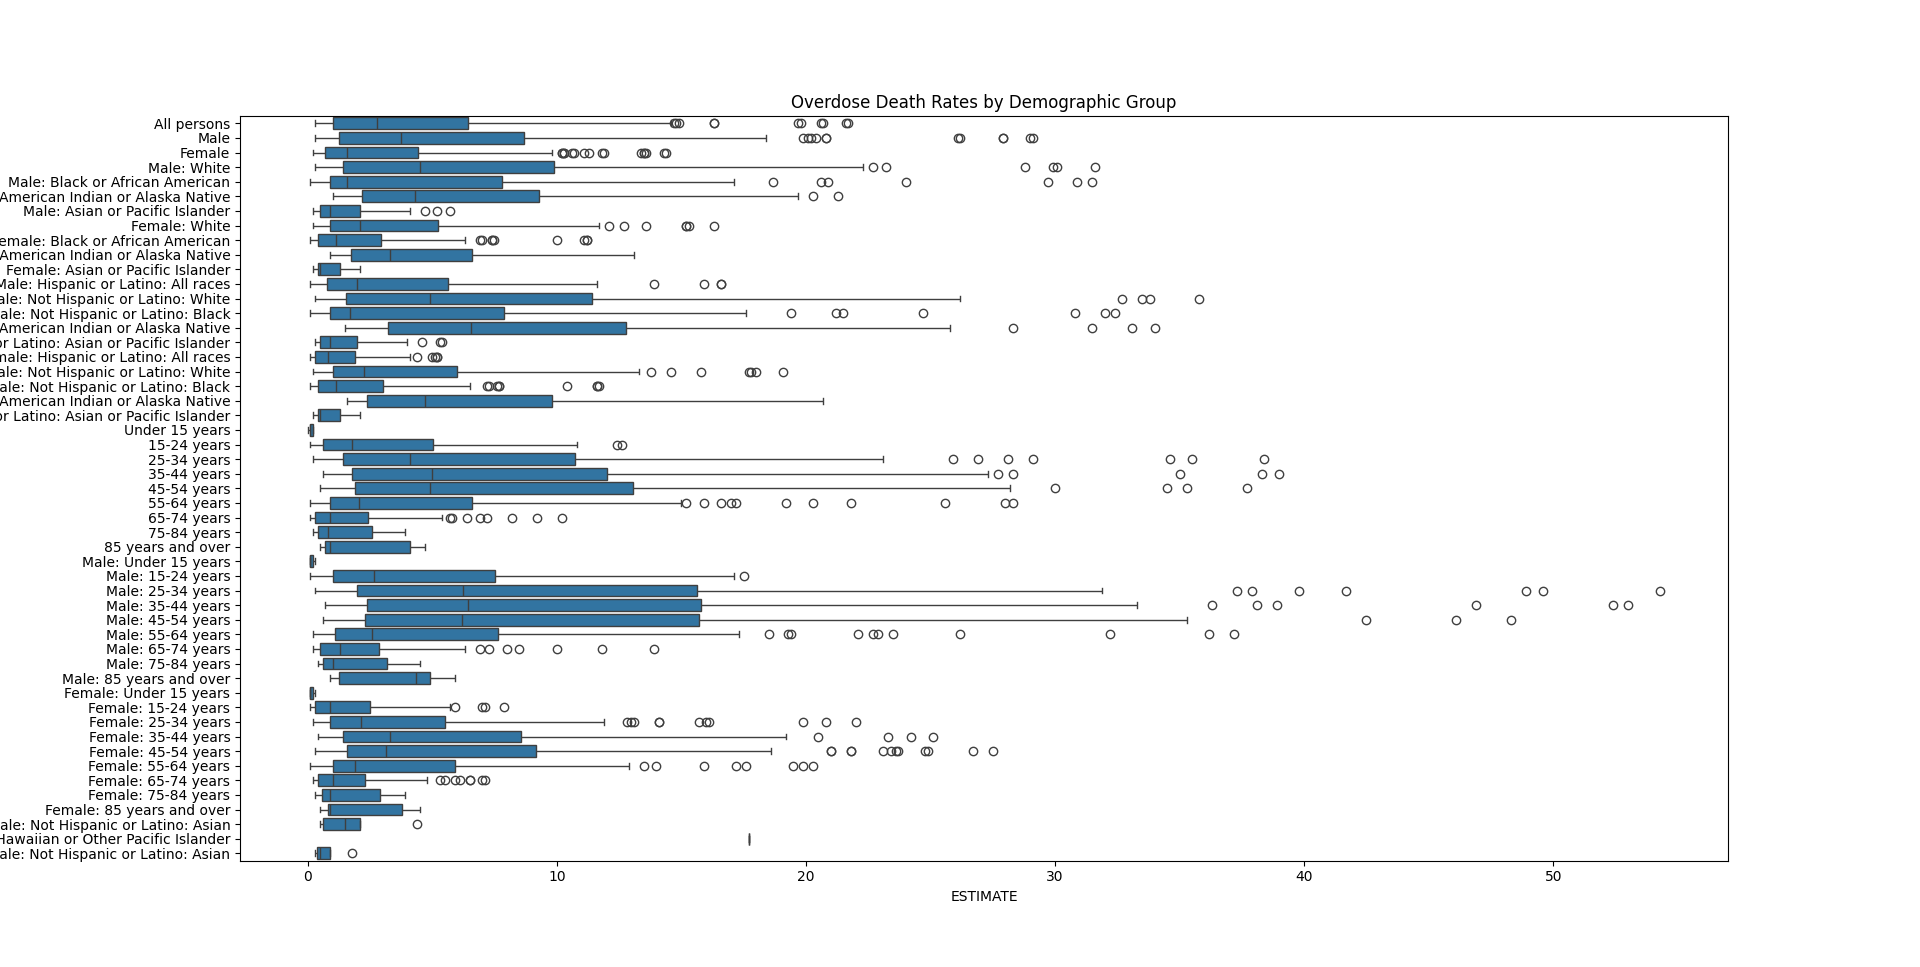 Overdose Death Rates by Demographic Group
All persons
Male
Female
Male: White
Male: Black or African American
American Indian or Alaska Native
Male: Asian or Pacific Islander
Female: White
emale: Black or African American
American Indian or Alaska Native
Female: Asian or Pacific Islander
Male: Hispanic or Latino: All races
ale: Not Hispanic or Latino: White
ale: Not Hispanic or Latino: Black
American Indian or Alaska Native
or Latino: Asian or Pacific Islander
male: Hispanic or Latino: All races
ale: Not Hispanic or Latino: White
ale: Not Hispanic or Latino: Black
American Indian or Alaska Native
or Latino: Asian or Pacific Islander
Under 15 years
15-24 years
25-34 years
35-44 years
45-54 years
55-64 years
65-74 years
75-84 years
85 years and over
Male: Under 15 years
Male: 15-24 years
Male: 25-34 years
Male: 35-44 years
Male: 45-54 years
Male: 55-64 years
Male: 65-74 years
Male: 75-84 years
Male: 85 years and over
Female: Under 15 years
Female: 15-24 years
Female: 25-34 years
Female: 35-44 years
Female: 45-54 years
Female: 55-64 years
Female: 65-74 years
Female: 75-84 years
Female: 85 years and over
ale: Not Hispanic or Latino: Asian
Hawaiian or Other Pacific Islander
ale: Not Hispanic or Latino: Asian
0 10 20 30 40 50
ESTIMATE